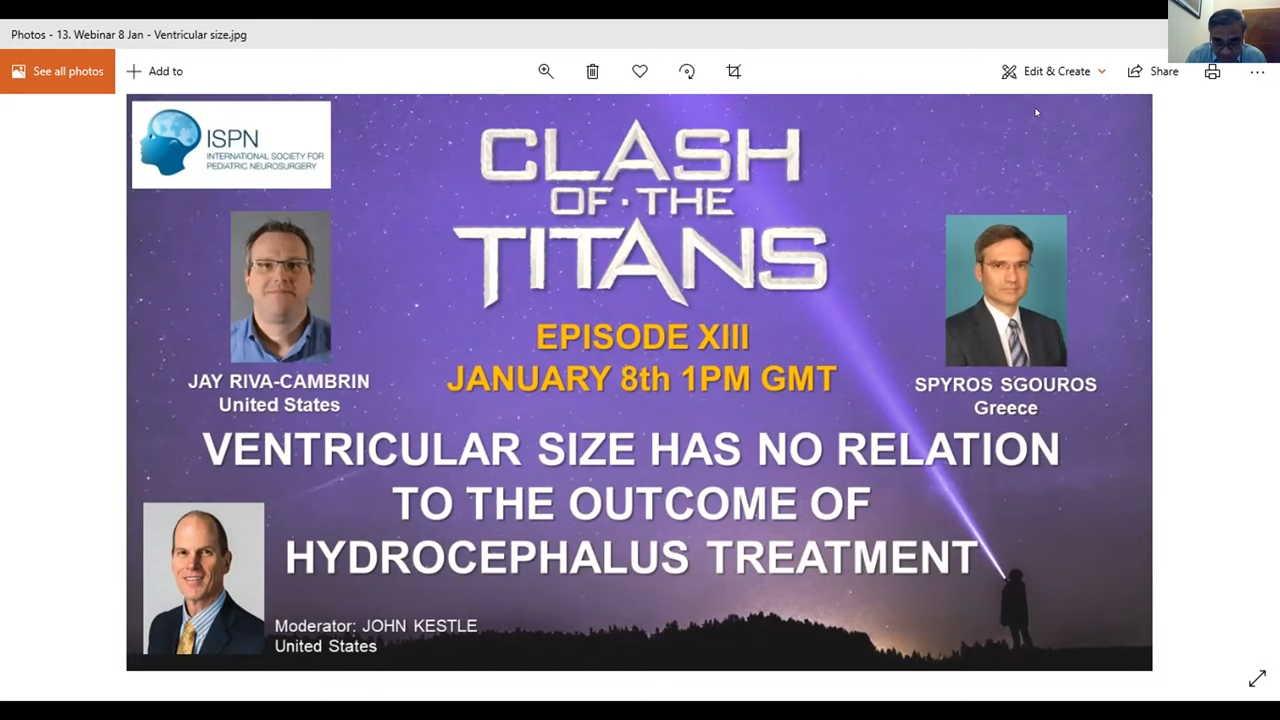 Photos - 13. Webinar 8 Jan - Ventricular size.jpg
See all photos
Add to
Edit & Create
Share
ISPN
INTERNATIONAL SOCIETY FOR
PEDIATRIC NEUROSURGERY
CLASH
OF·THE
TITANS
EPISODE XIII
JANUARY 8th 1PM GMT
JAY RIVA-CAMBRIN
United States
SPYROS SGOUROS
Greece
VENTRICULAR SIZE HAS NO RELATION
TO THE OUTCOME OF
HYDROCEPHALUS TREATMENT
Moderator: JOHN KESTLE
United States